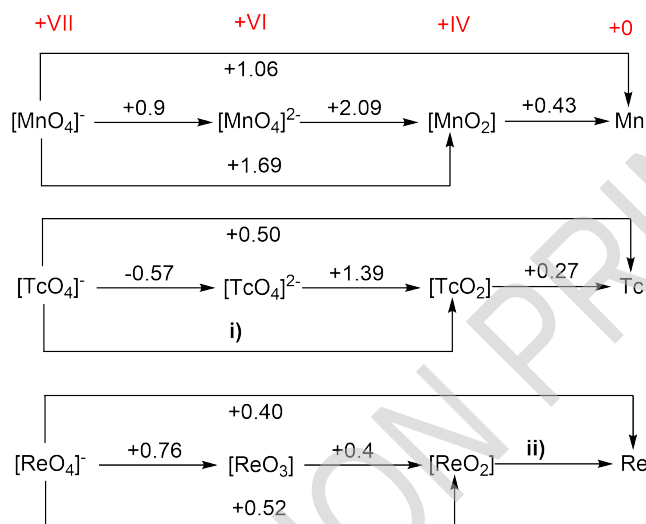 +VII +VI +IV +0
+1.06
[MnO4]- +0.9 [MnO4]2- +2.09 [MnO2] +0.43 Mn
+1.69
+0.50
[TcO4]- -0.57 [TcO4]2- +1.39 [TcO2] +0.27 Tc
i)
+0.40
[ReO4]- +0.76 [ReO3] +0.4 [ReO2] ii) Re
+0.52
ON PRI